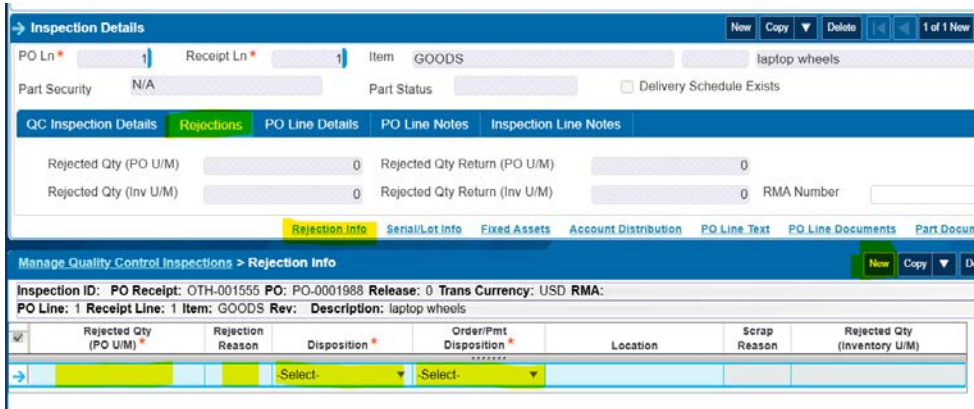 Inspection Details New Copy Delete 1 of 1 New
PO Ln * 1 Receipt Ln * 1 Item GOODS laptop wheels
Part Security N/A Part Status Delivery Schedule Exists
QC Inspection Details Rejections PO Line Details PO Line Notes Inspection Line Notes
Rejected Qty (PO U/M) 0 Rejected Qty Return (PO U/M) 0
Rejected Qty (Inv U/M) 0 Rejected Qty Return (Inv U/M) 0 RMA Number
Rejection Info Serial/Lot Info Fixed Assets Account Distribution PO Line Text PO Line Documents Part Docum
Manage Quality Control Inspections > Rejection Info New Copy D
Inspection ID: PO Receipt: OTH-001555 PO: PO-0001988 Release: 0 Trans Currency: USD RMA:
PO Line: 1 Receipt Line: 1 Item: GOODS Rev: Description: laptop wheels
Rejected Qty Rejection Order/Pmt Scrap Rejected Qty
(PO U/M) * Reason Disposition * Disposition * Location Reason (Inventory U/M)
-Select- -Select-